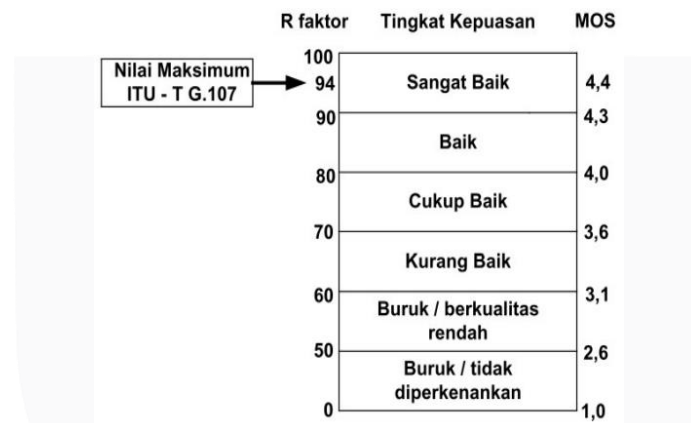 R faktor Tingkat Kepuasan MOS
100
Nilai Maksimum
ITU - T G.107
94 Sangat Baik 4,4
90 4,3
Baik
80 4,0
Cukup Baik
70 3,6
Kurang Baik
60 3,1
Buruk / berkualitas
rendah
50 2,6
Buruk / tidak
diperkenankan
0 1,0